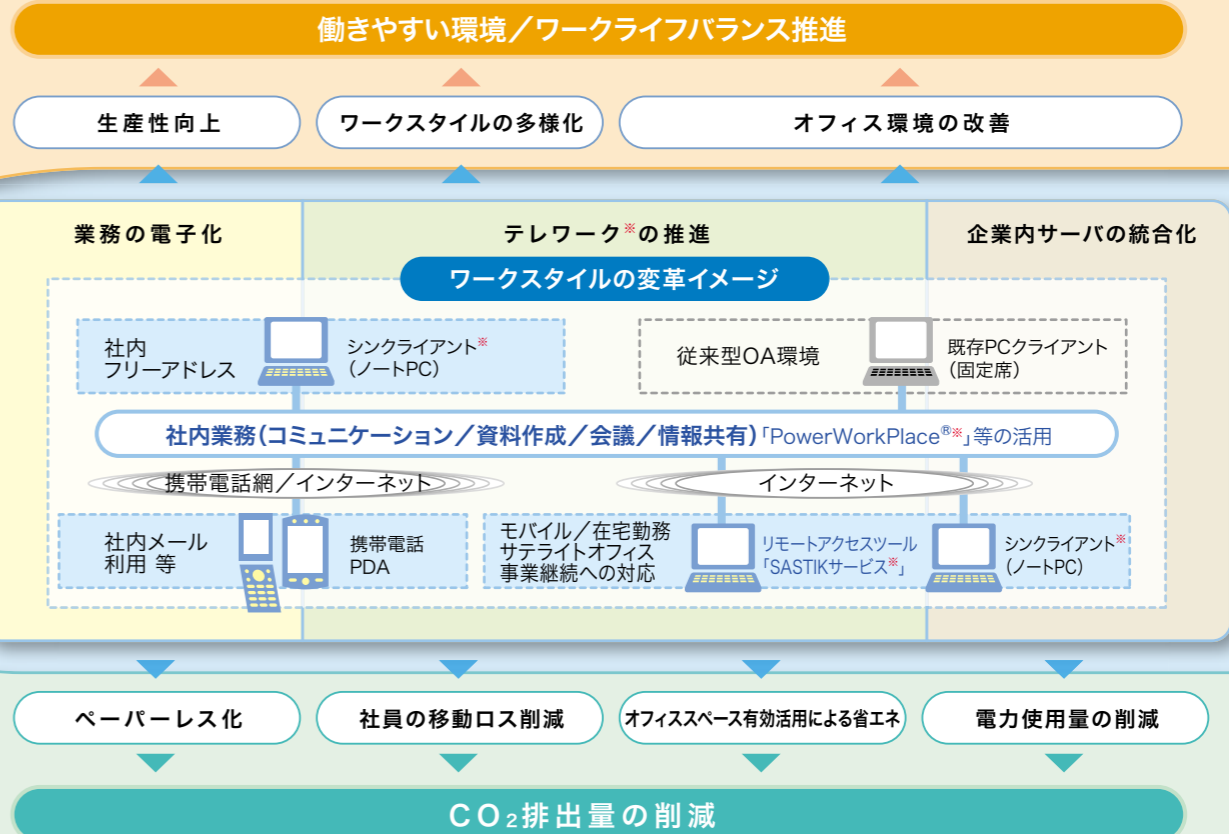 働きやすい環境／ワークライフバランス推進
生産性向上
ワークスタイルの多様化
オフィス環境の改善
業務の電子化
テレワーク※の推進
企業内サーバの統合化
ワークスタイルの変革イメージ
社内
フリーアドレス
シンクライアント※
(ノートPC)
従来型OA環境
既存PCクライアント
(固定席)
社内業務(コミュニケーション／資料作成／会議／情報共有)「PowerWorkPlace®※」等の活用
携帯電話網／インターネット
インターネット
社内メール
利用 等
携帯電話
PDA
モバイル／在宅勤務
サテライトオフィス
事業継続への対応
リモートアクセスツール
「SASTIKサービス※」
シンクライアント※
(ノートPC)
ペーパーレス化
社員の移動ロス削減
オフィススペース有効活用による省エネ
電力使用量の削減
CO₂排出量の削減